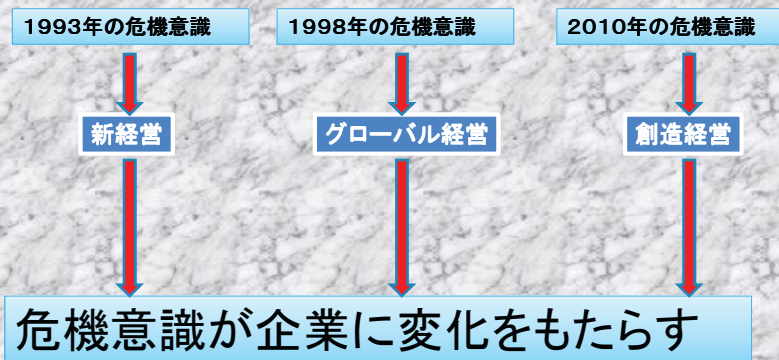 1993年の危機意識
1998年の危機意識
2010年の危機意識
新経営
グローバル経営
創造経営
危機意識が企業に変化をもたらす